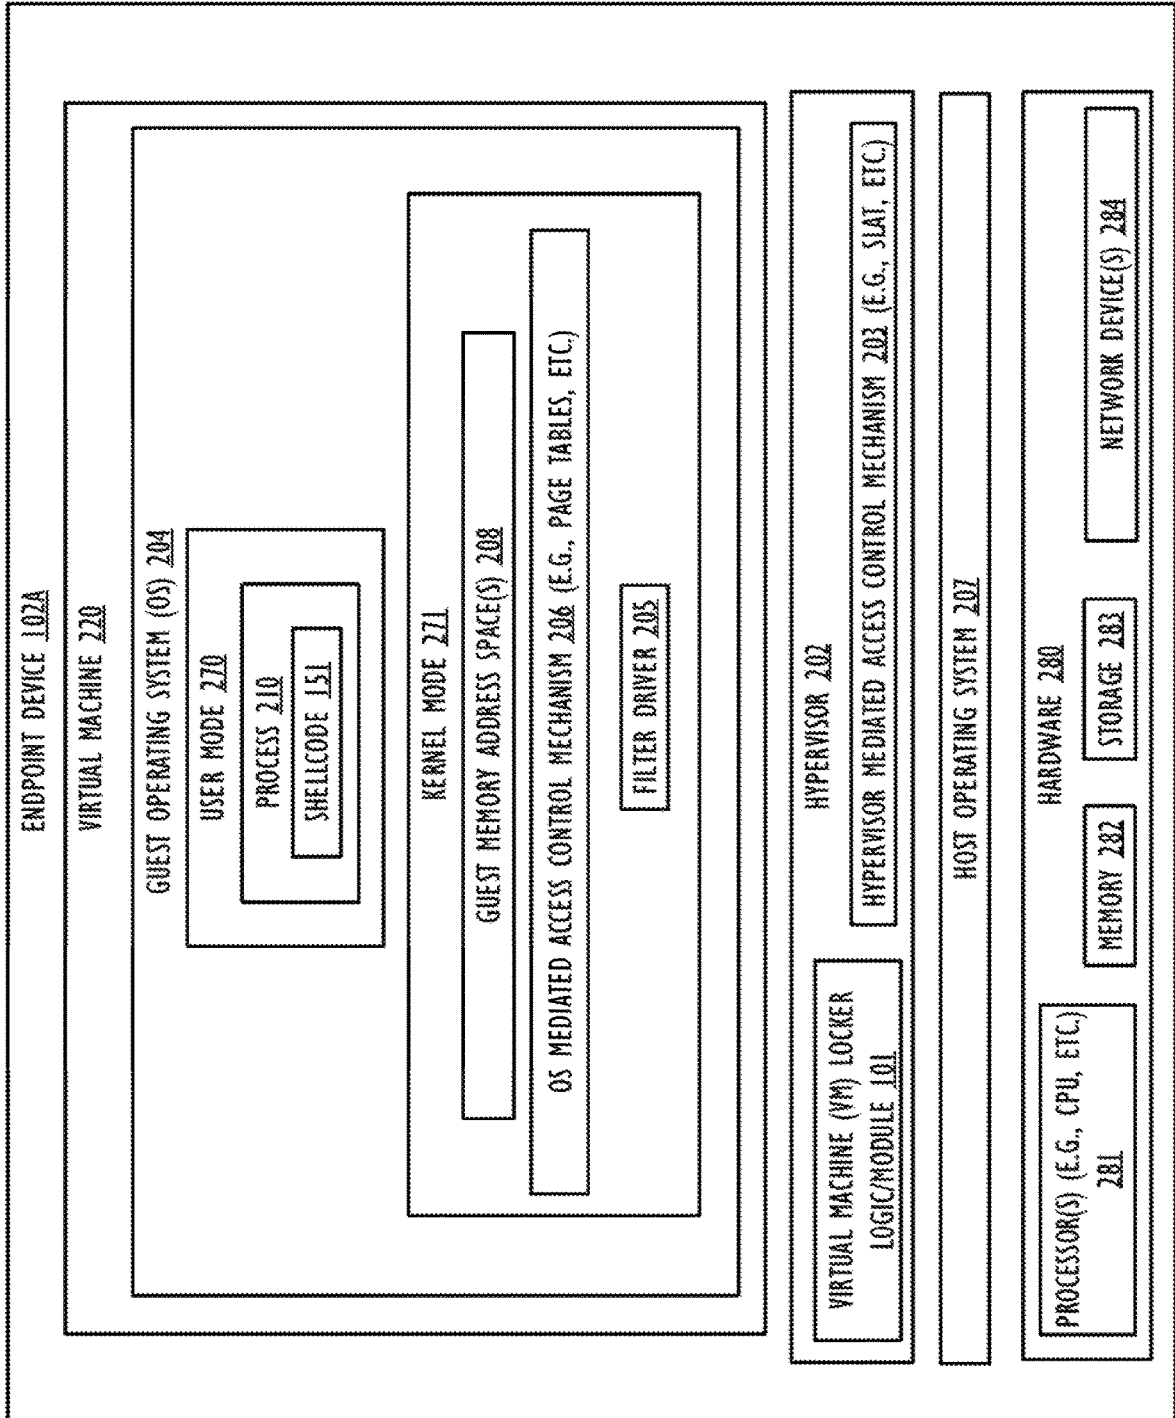 ENDPOINT DEVICE 102A
VIRTUAL MACHINE 220
GUEST OPERATING SYSTEM (OS) 204
USER MODE 270
PROCESS 210
SHELLCODE 151
KERNEL MODE 271
GUEST MEMORY ADDRESS SPACE(S) 208
OS MEDIATED ACCESS CONTROL MECHANISM 206 (E.G., PAGE TABLES, ETC.)
FILTER DRIVER 205
HYPERVISOR 202
VIRTUAL MACHINE (VM) LOCKER
LOGIC/MODULE 101
HYPERVISOR MEDIATED ACCESS CONTROL MECHANISM 203 (E.G., SLAT, ETC.)
HOST OPERATING SYSTEM 207
HARDWARE 280
PROCESSOR(S) (E.G., CPU, ETC.)
281
MEMORY 282
STORAGE 283
NETWORK DEVICE(S) 284